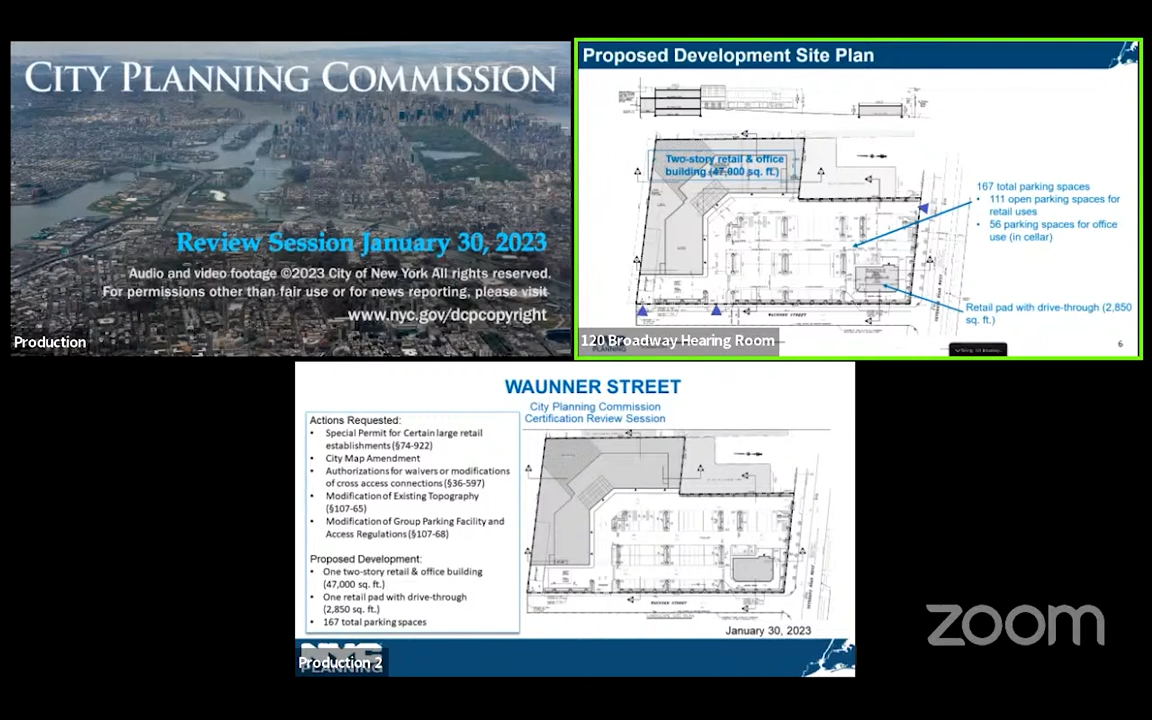 CITY PLANNING COMMISSION
Review Session January 30, 2023
Audio and video footage ©2023 City of New York All rights reserved.
For permissions other than fair use or for news reporting, please visit
www.nyc.gov/dcpcopyright
Production
Proposed Development Site Plan
Two-story retail & office
building (47,000 sq. ft.)
167 total parking spaces
• 111 open parking spaces for
retail uses
• 56 parking spaces for office
use (in cellar)
Retail pad with drive-through (2,850
sq. ft.)
WAUNNER STREET
120 Broadway Hearing Room
PLANNING
6
WAUNNER STREET
City Planning Commission
Certification Review Session
Actions Requested:
• Special Permit for Certain large retail
establishments (§74-922)
• City Map Amendment
• Authorizations for waivers or modifications
of cross access connections (§36-597)
• Modification of Existing Topography
(§107-65)
• Modification of Group Parking Facility and
Access Regulations (§107-68)
Proposed Development:
• One two-story retail & office building
(47,000 sq. ft.)
• One retail pad with drive-through
(2,850 sq. ft.)
• 167 total parking spaces
WAUNNER STREET
January 30, 2023
NYC
PLANNING
Production 2
zoom